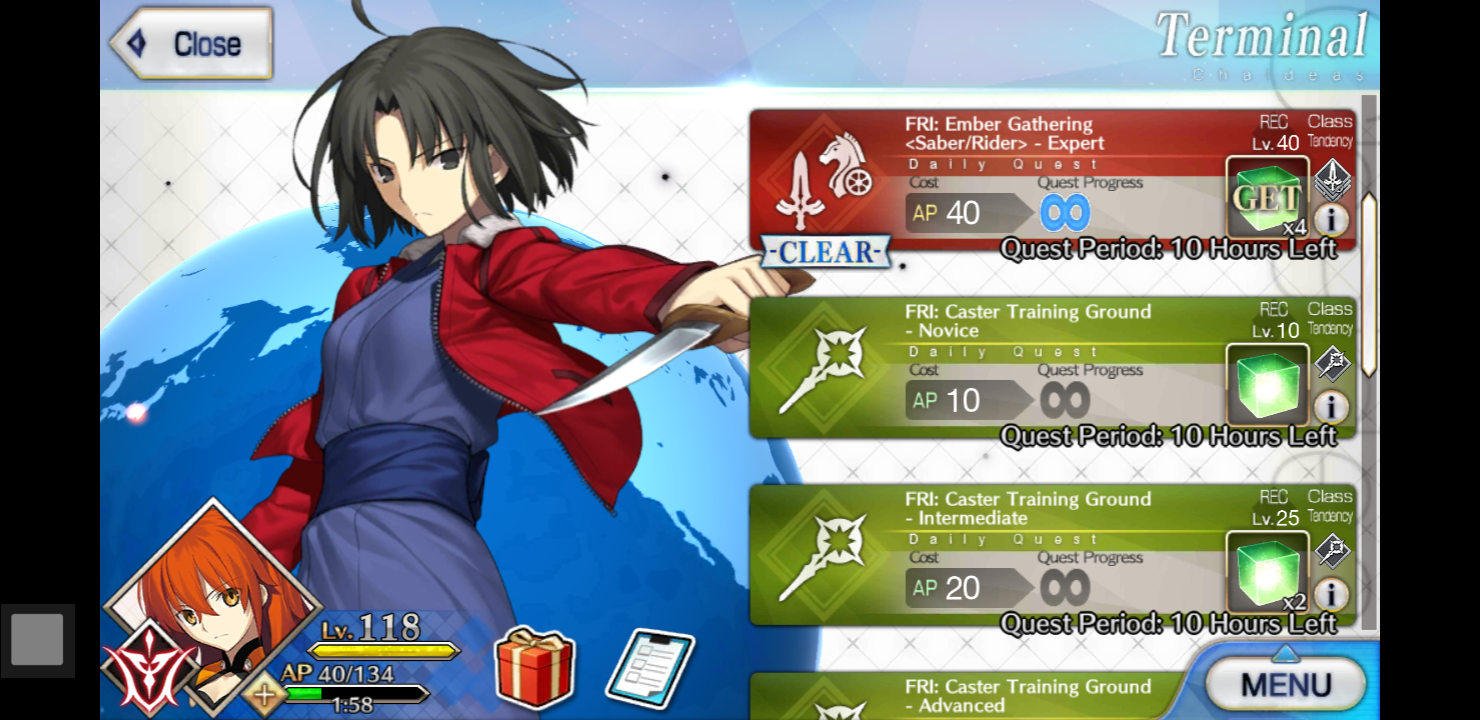 Close
Terminal
Chaldeas
FRI: Ember Gathering
<Saber/Rider> - Expert
Daily Quest
REC Class
Lv.40 Tendency
Cost Quest Progress
AP 40
GET
x4
i
-CLEAR-
Quest Period: 10 Hours Left
FRI: Caster Training Ground
- Novice
Daily Quest
REC Class
Lv.10 Tendency
Cost Quest Progress
AP 10
i
Quest Period: 10 Hours Left
FRI: Caster Training Ground
- Intermediate
Daily Quest
REC Class
Lv.25 Tendency
Cost Quest Progress
AP 20
x2
i
Quest Period: 10 Hours Left
FRI: Caster Training Ground
- Advanced
Lv.118
AP 40/134
1:58
MENU